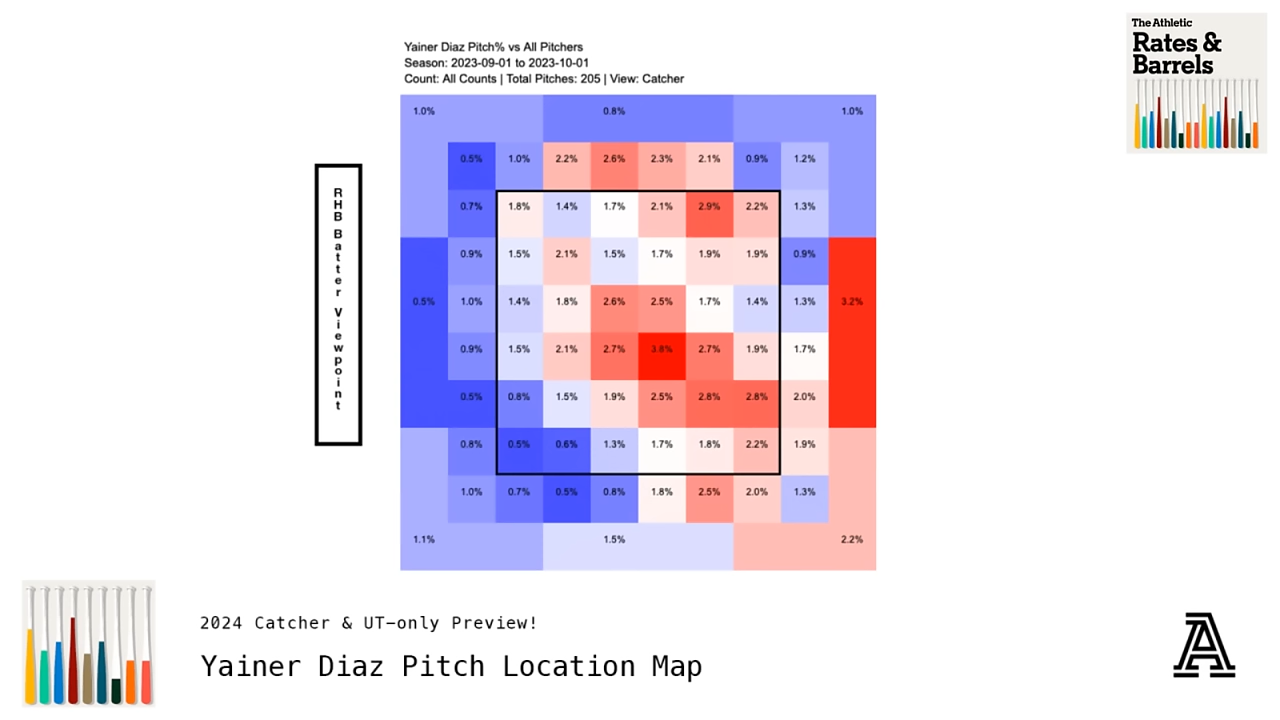 Yainer Diaz Pitch% vs All Pitchers
Season: 2023-09-01 to 2023-10-01
Count: All Counts | Total Pitches: 205 | View: Catcher
The Athletic
Rates &
Barrels
RHB Batter Viewpoint
1.0% 0.8% 1.0%
0.5% 1.0% 2.2% 2.6% 2.3% 2.1% 0.9% 1.2%
0.7% 1.8% 1.4% 1.7% 2.1% 2.9% 2.2% 1.3%
0.9% 1.5% 2.1% 1.5% 1.7% 1.9% 1.9% 0.9%
0.5% 1.0% 1.4% 1.8% 2.6% 2.5% 1.7% 1.4% 1.3% 3.2%
0.9% 1.5% 2.1% 2.7% 3.8% 2.7% 1.9% 1.7%
0.5% 0.8% 1.5% 1.9% 2.5% 2.8% 2.8% 2.0%
0.8% 0.5% 0.6% 1.3% 1.7% 1.8% 2.2% 1.9%
1.0% 0.7% 0.5% 0.8% 1.8% 2.5% 2.0% 1.3%
1.1% 1.5% 2.2%
2024 Catcher & UT-only Preview!
Yainer Diaz Pitch Location Map
A